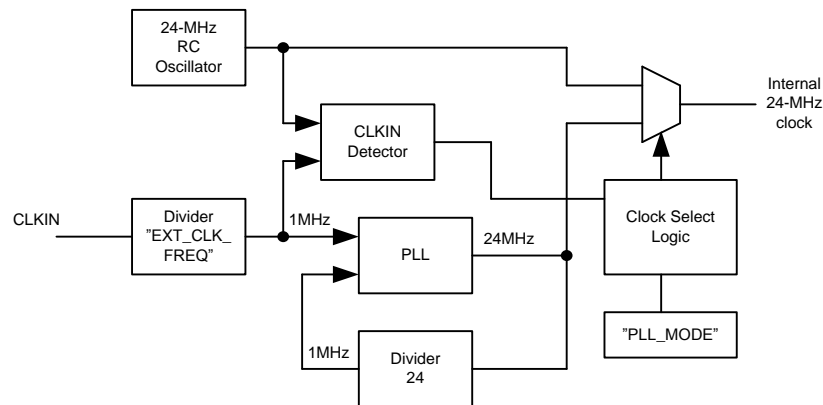 24-MHz
RC
Oscillator
Internal
24-MHz
clock
CLKIN
Detector
CLKIN
Divider
"EXT_CLK_
FREQ"
1MHz
PLL
24MHz
Clock Select
Logic
1MHz
Divider
24
"PLL_MODE"